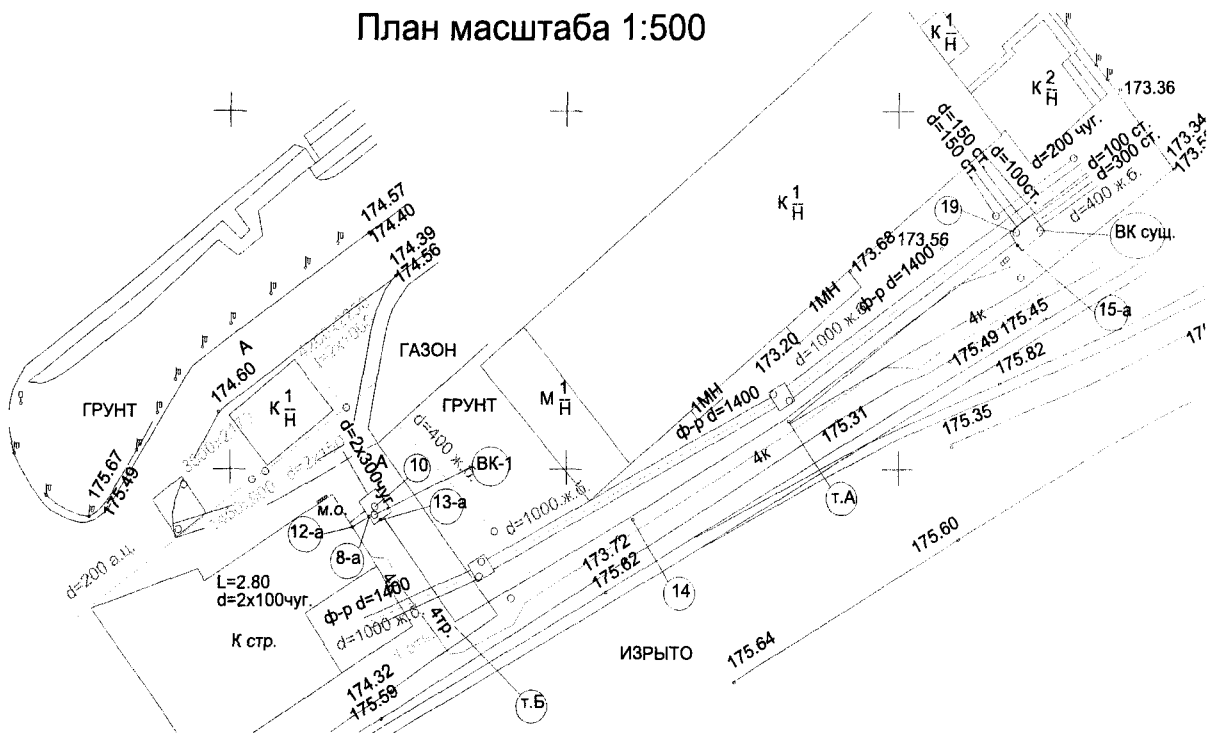 План масштаба 1:500
К 1/Н
К 2/Н
173.36
d=150 ст.
d=150 ст.
d=100ст.
d=200 чуг.
d=100 ст.
d=300 ст.
d=400 ж.б.
173.34
К 1/Н
19
ВК сущ.
174.57
174.40
174.39
174.56
173.68
173.56
1МН
ф-р d=1400
d=1000 ж.б.
15-а
4к
175.49
175.45
175.82
173.20
А
174.60
ГАЗОН
ГРУНТ
К 1/Н
ГРУНТ
М 1/Н
1МН
ф-р d=1400
175.31
175.35
d=2х300чуг.
d=400 ж.б.
А
10
ВК-1
4к
175.67
175.49
м.о.
13-а
т.А
12-а
d=1000ж.б.
8-а
175.60
d=200 а.ц.
L=2.80
d=2х100чуг.
173.72
175.62
14
ф-р d=1400
d=1000 ж.б.
4тр.
К стр.
ИЗРЫТО
175.64
174.32
175.59
т.Б